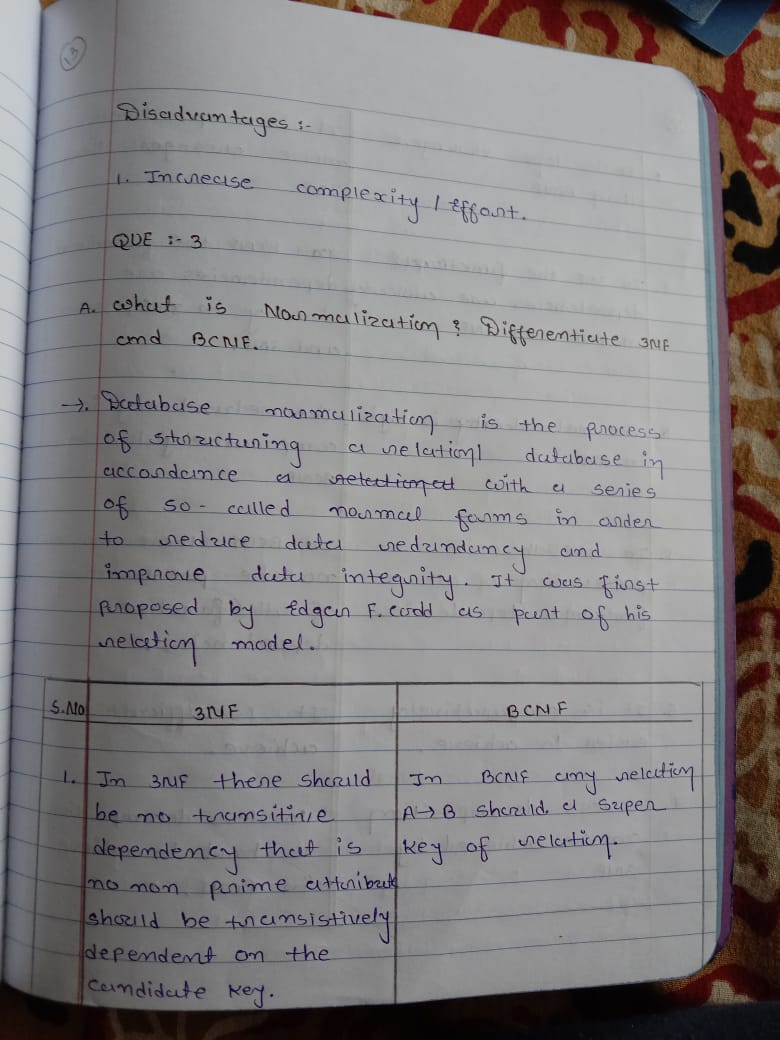 13
Disadvantages :-
1. Increase complexity / Effort.
QUE :- 3
A. What is Normalization ? Differentiate 3NF
and BCNF.
→. Database normalization is the process
of structuring a relationl database in
accordance a with a series
of so-called normal forms in order
to reduce data redundancy and
improve data integrity. It was first
proposed by Edgar F. codd as part of his
relation model.
S.NO 3NF BCNF
1. In 3NF there should In BCNF any relation
be no transitive A→B should a super
dependency that is key of relation.
no non prime attribute
should be transistively
dependent on the
candidate key.